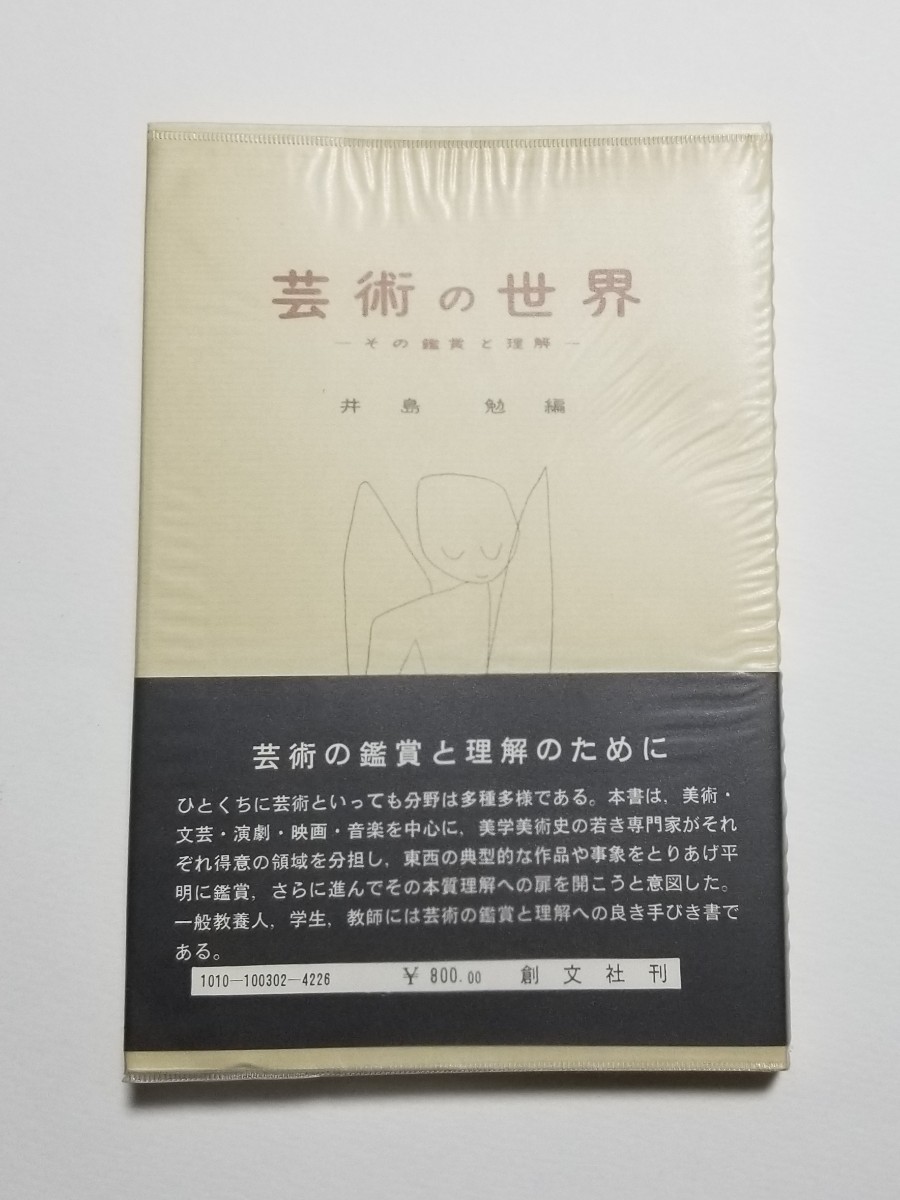 芸術の世界
―その鑑賞と理解―
井島 勉編
芸術の鑑賞と理解のために
ひとくちに芸術といっても分野は多種多様である。本書は，美術・
文芸・演劇・映画・音楽を中心に，美学美術史の若き専門家がそれ
ぞれ得意の領域を分担し，東西の典型的な作品や事象をとりあげ平
明に鑑賞，さらに進んでその本質理解への扉を開こうと意図した。
一般教養人，学生，教師には芸術の鑑賞と理解への良き手びき書で
ある。
1010―100302―4226 ￥800.00 創文社刊